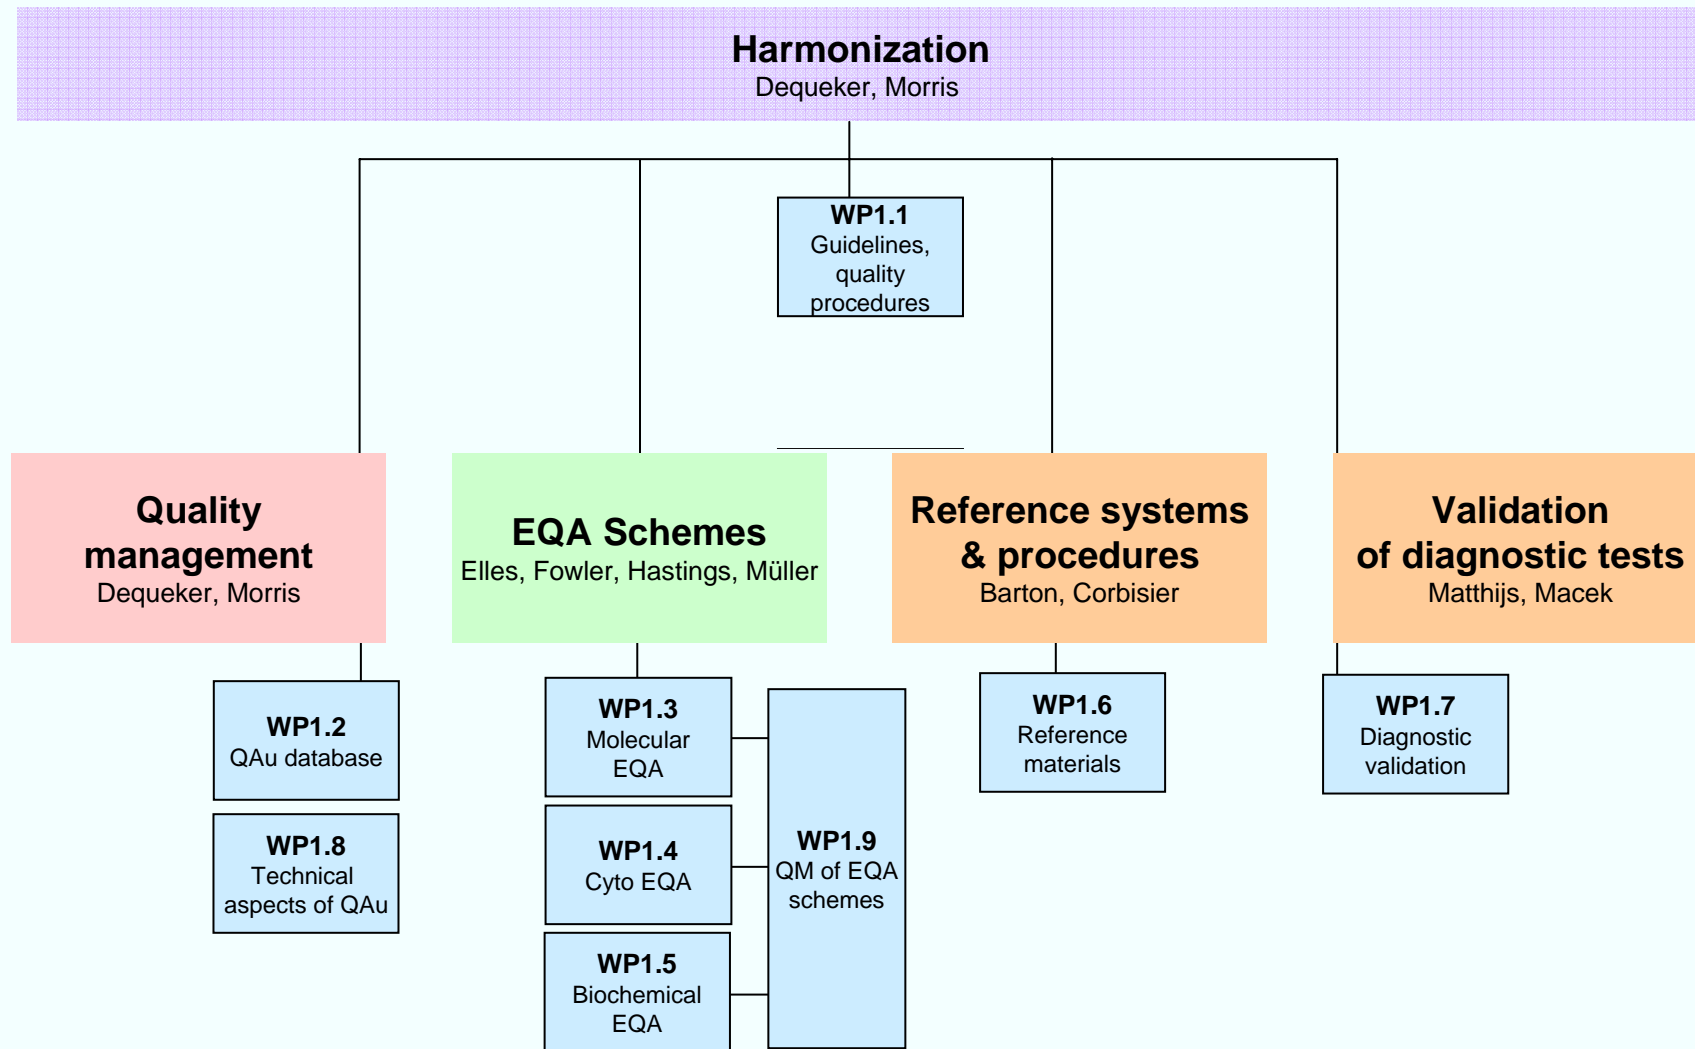 Harmonization
Dequeker, Morris
WP1.1
Guidelines,
quality
procedures
Quality
management
Dequeker, Morris
EQA Schemes
Elles, Fowler, Hastings, Müller
Reference systems
& procedures
Barton, Corbisier
Validation
of diagnostic tests
Matthijs, Macek
WP1.2
QAu database
WP1.8
Technical
aspects of QAu
WP1.3
Molecular
EQA
WP1.4
Cyto EQA
WP1.5
Biochemical
EQA
WP1.9
QM of EQA
schemes
WP1.6
Reference
materials
WP1.7
Diagnostic
validation